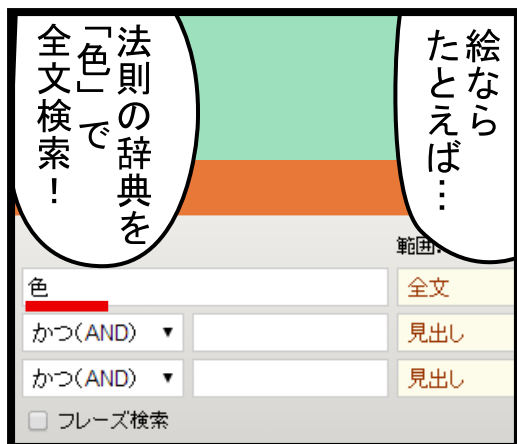 絵なら
たとえば…
法則の辞典を
「色」で
全文検索！
範囲:
色
全文
かつ(AND) ▼
見出し
かつ(AND) ▼
見出し
フレーズ検索